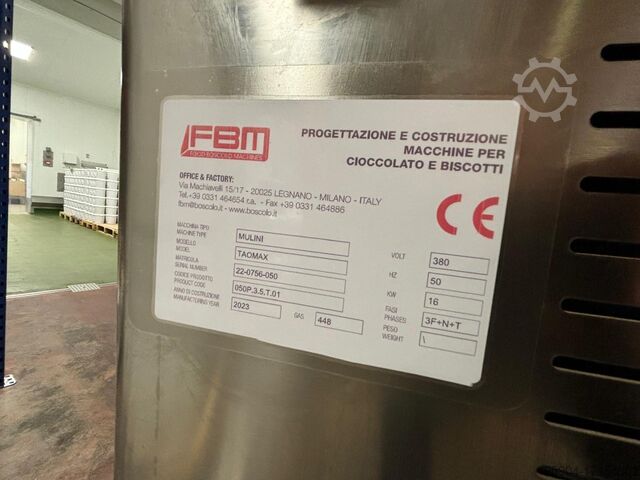 FBM
FOOD BOSCOLO MACHINES
PROGETTAZIONE E COSTRUZIONE
MACCHINE PER
CIOCCOLATO E BISCOTTI
OFFICE & FACTORY:
Via Machiavelli 15/17 - 20025 LEGNANO - MILANO - ITALY
Tel.+39 0331 464654 r.a. - Fax +39 0331 464886
fbm@boscolo.it - www.boscolo.it
CE
MACCHINA TIPO
MACHINE TYPE
MULINI
MODELLO
MODEL
TAOMAX
MATRICOLA
SERIAL NUMBER
22-0756-050
CODICE PRODOTTO
PRODUCT CODE
050P.3.5.T.01
ANNO DI COSTRUZIONE
MANUFACTURING YEAR
2023
GAS
448
VOLT
380
HZ
50
KW
16
FASI
PHASES
3F+N+T
PESO
WEIGHT
\